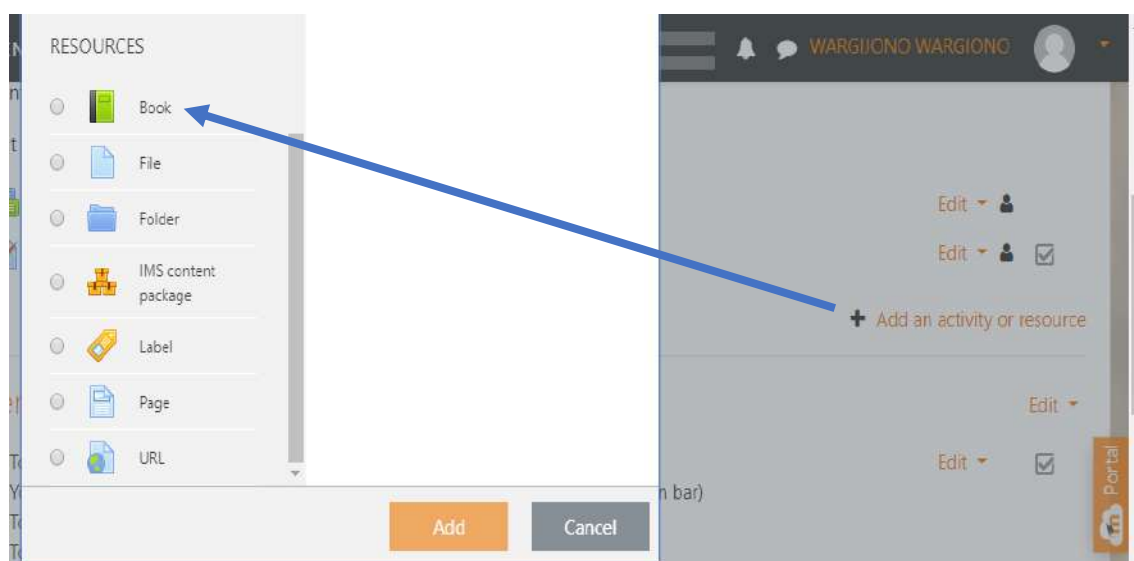 RESOURCES
Book
File
Folder
IMS content
package
Label
Page
URL
Add
Cancel
WARGIJONO WARGIONO
Edit
Edit
+ Add an activity or resource
Edit
Edit
n bar)
Portal